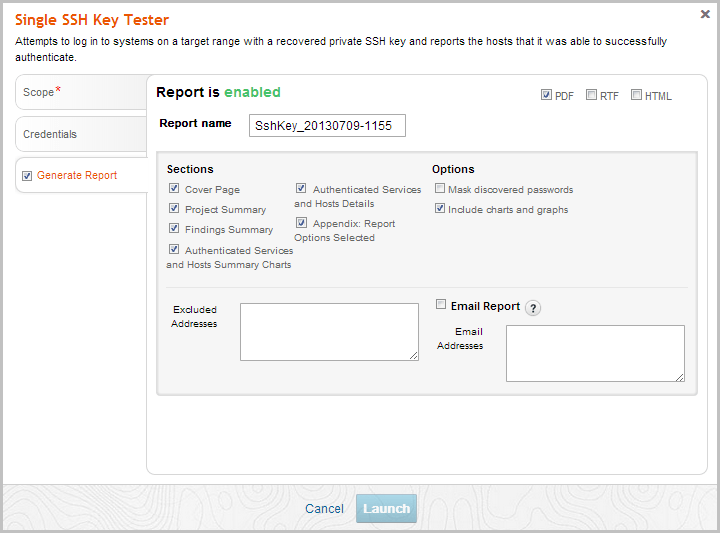 Single SSH Key Tester
Attempts to log in to systems on a target range with a recovered private SSH key and reports the hosts that it was able to successfully
authenticate.
Scope*
Credentials
Generate Report
Report is enabled
PDF
RTF
HTML
Report name
SshKey_20130709-1155
Sections
Cover Page
Project Summary
Findings Summary
Authenticated Services
and Hosts Summary Charts
Authenticated Services
and Hosts Details
Appendix: Report
Options Selected
Options
Mask discovered passwords
Include charts and graphs
Excluded
Addresses
Email Report ?
Email
Addresses
Cancel
Launch